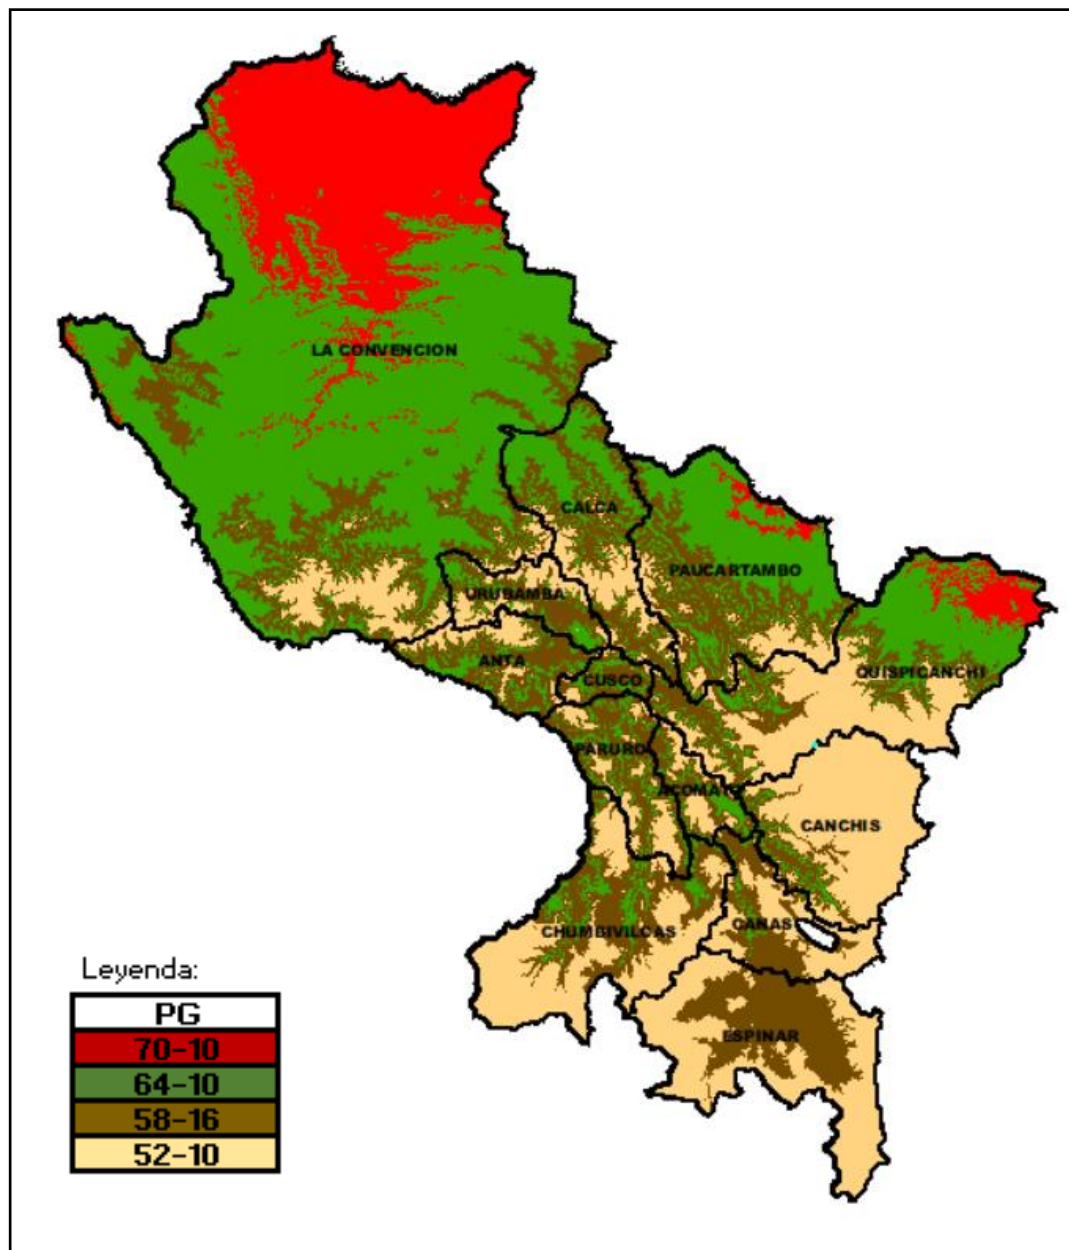 LA CONVENCION
CALCA
PAUCARTAMBO
URUBAMBA
ANTA
CUSCO
QUISPICANCHI
PARURO
ACOMAYO
CANCHIS
CHUMBIVILCAS
CANAS
ESPINAR
Leyenda:
PG
70-10
64-10
58-16
52-10